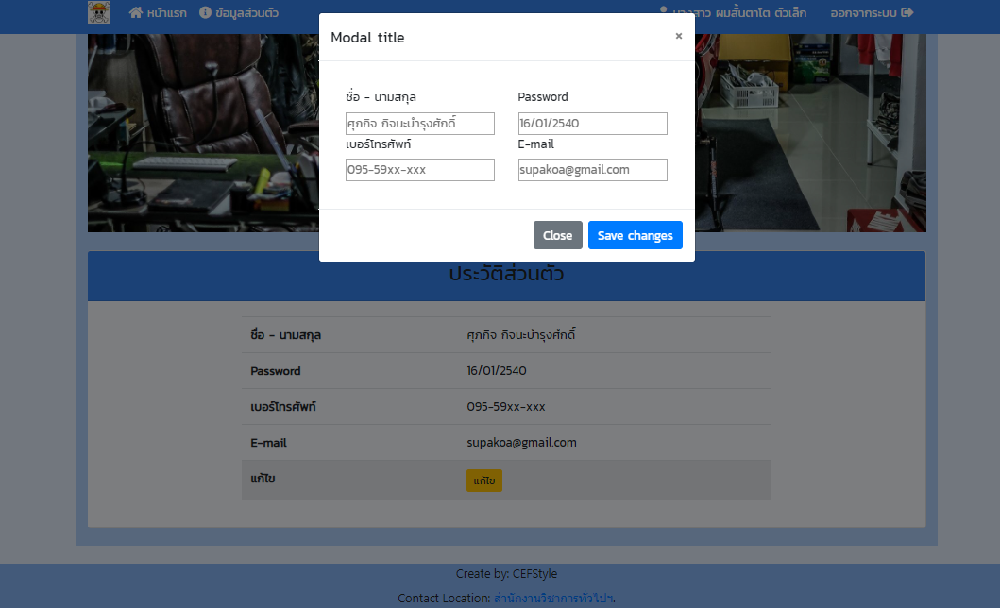 หน้าแรก ข้อมูลส่วนตัว นางสาว ผมสั้นตาโต ตัวเล็ก ออกจากระบบ
Modal title ×
ชื่อ - นามสกุล Password
ศุภกิจ กิจนะบำรุงศักดิ์ 16/01/2540
เบอร์โทรศัพท์ E-mail
095-59xx-xxx supakoa@gmail.com
Close Save changes
ประวัติส่วนตัว
ชื่อ - นามสกุล ศุภกิจ กิจนะบำรุงศักดิ์
Password 16/01/2540
เบอร์โทรศัพท์ 095-59xx-xxx
E-mail supakoa@gmail.com
แก้ไข แก้ไข
Create by: CEFStyle
Contact Location: สำนักงานวิชาการทั่วไปฯ.